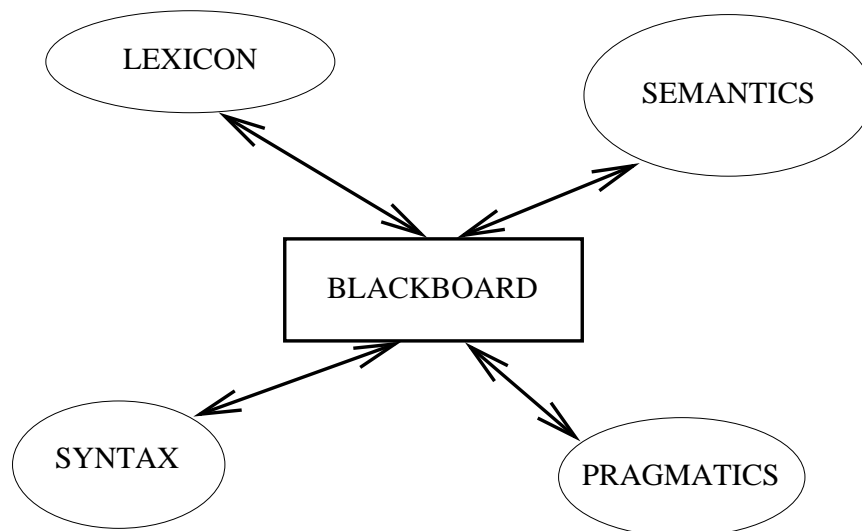 LEXICON
SEMANTICS
BLACKBOARD
SYNTAX
PRAGMATICS